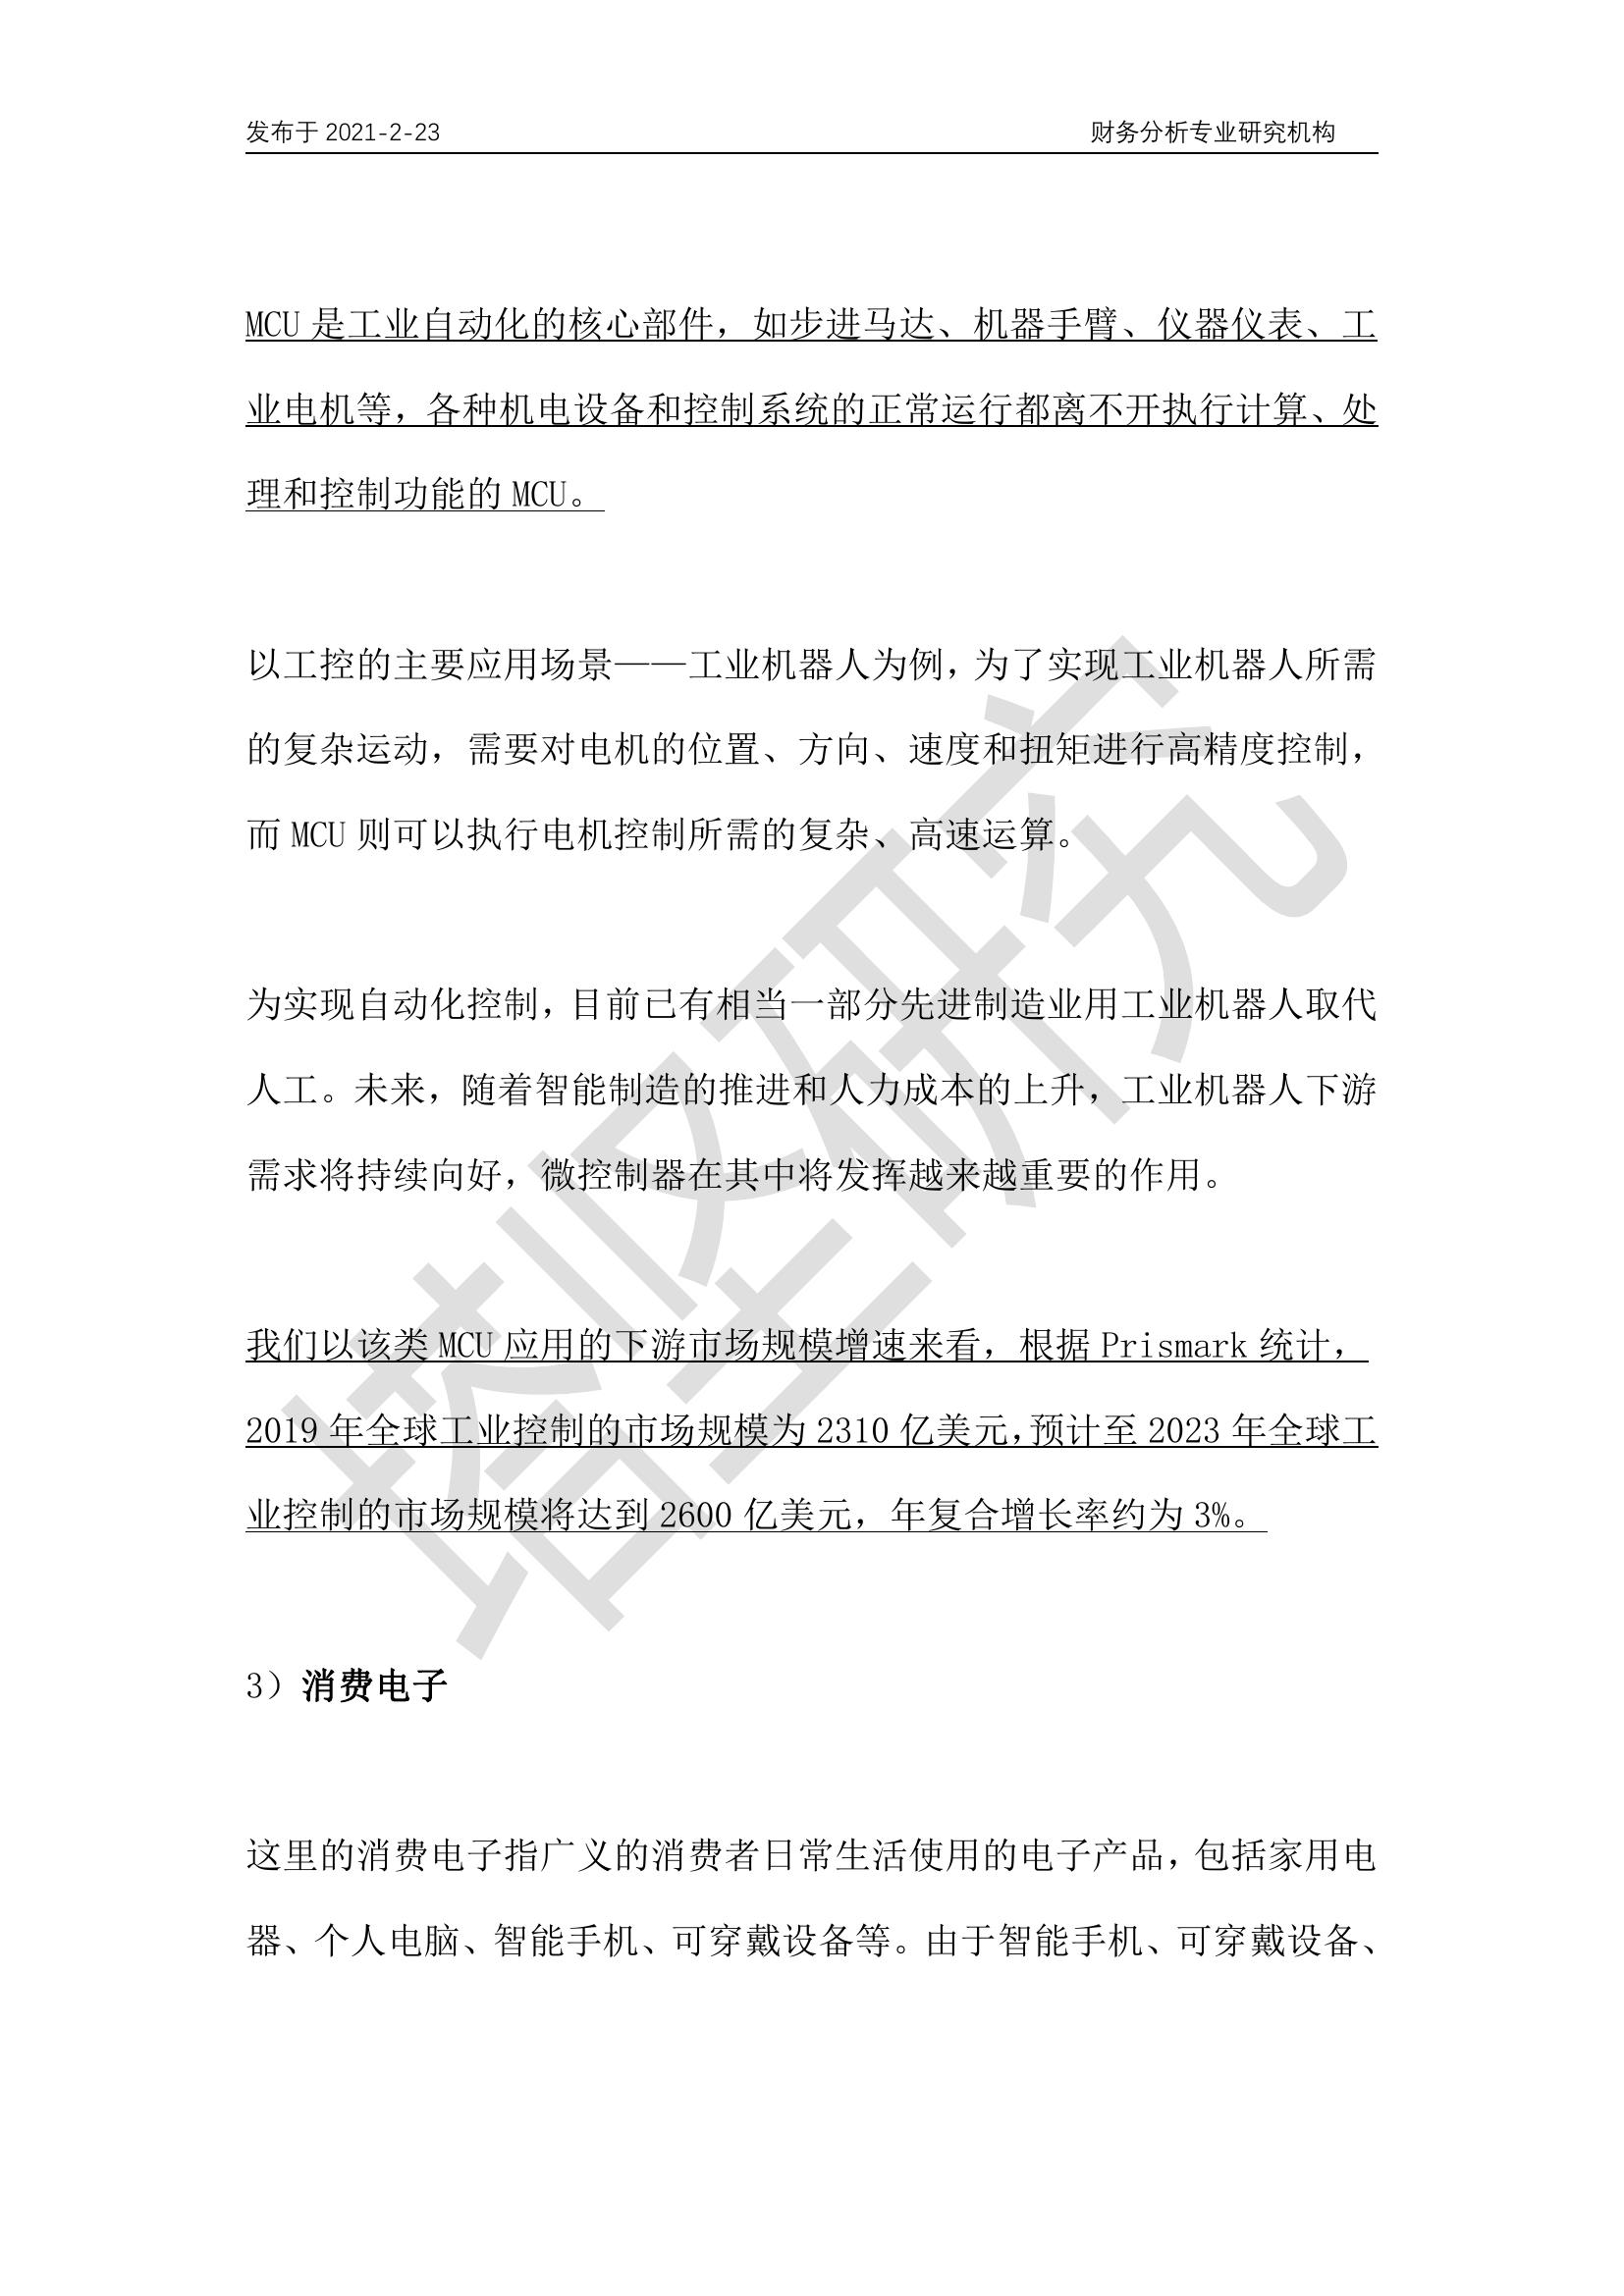 发布于 2021-2-23 财务分析专业研究机构
MCU 是工业自动化的核心部件，如步进马达、机器手臂、仪器仪表、工
业电机等，各种机电设备和控制系统的正常运行都离不开执行计算、处
理和控制功能的 MCU。
以工控的主要应用场景——工业机器人为例，为了实现工业机器人所需
的复杂运动，需要对电机的位置、方向、速度和扭矩进行高精度控制，
而 MCU 则可以执行电机控制所需的复杂、高速运算。
为实现自动化控制，目前已有相当一部分先进制造业用工业机器人取代
人工。未来，随着智能制造的推进和人力成本的上升，工业机器人下游
需求将持续向好，微控制器在其中将发挥越来越重要的作用。
我们以该类 MCU 应用的下游市场规模增速来看，根据 Prismark 统计，
2019 年全球工业控制的市场规模为 2310 亿美元，预计至 2023 年全球工
业控制的市场规模将达到 2600 亿美元，年复合增长率约为 3%。
3）消费电子
这里的消费电子指广义的消费者日常生活使用的电子产品，包括家用电
器、个人电脑、智能手机、可穿戴设备等。由于智能手机、可穿戴设备、
塔坚研究